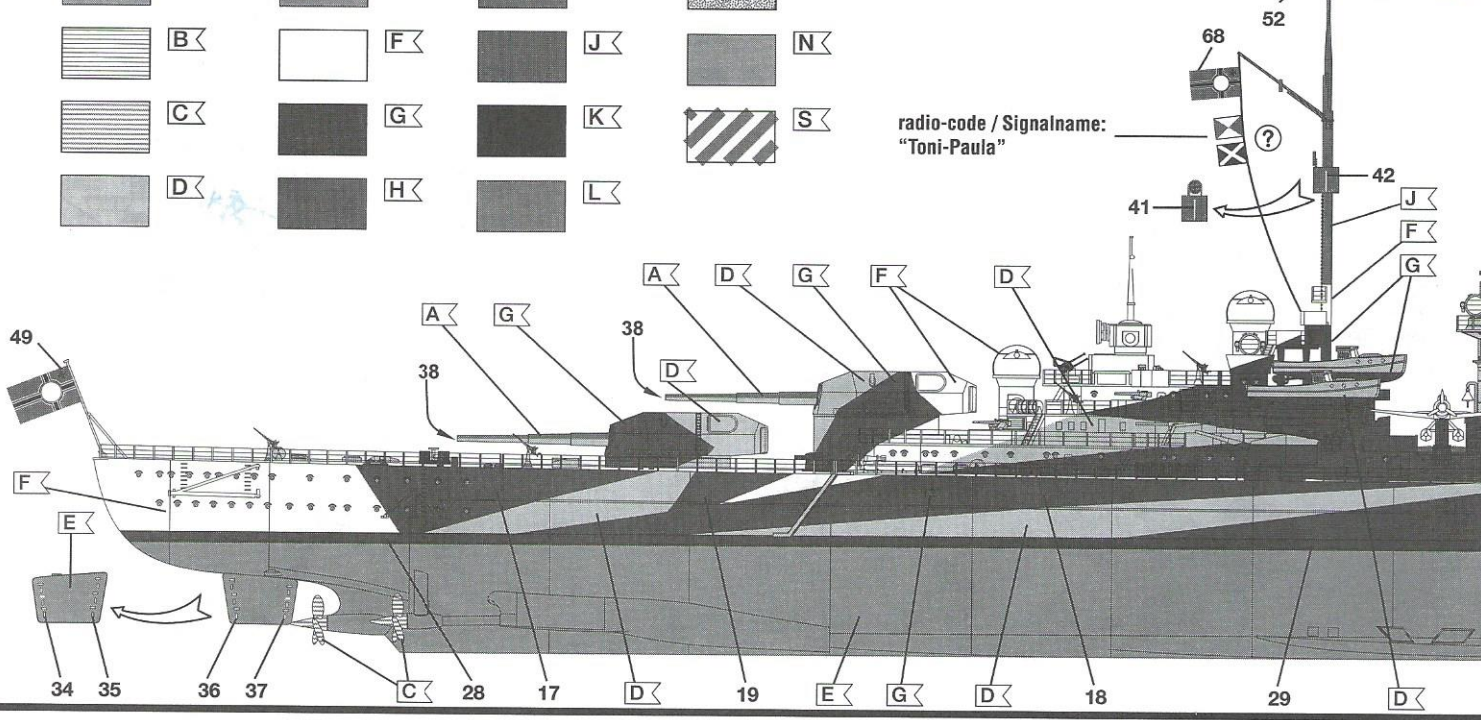 B F J N
C G K S
D H L
52
68
radio-code / Signalname:
“Toni-Paula”
?
42
41
J
F
G
A D G F D
A G
38
49
38
D
F
E
34 35 36 37 C 28 17 D 19 E G D 18 29 D